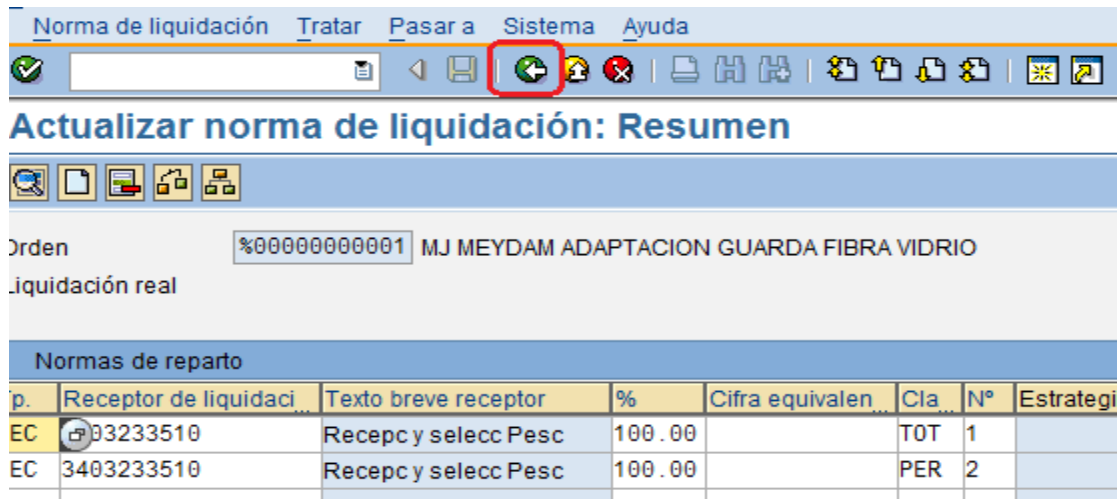 Norma de liquidación Tratar Pasar a Sistema Ayuda
Actualizar norma de liquidación: Resumen
Orden %00000000001 MJ MEYDAM ADAPTACION GUARDA FIBRA VIDRIO
Liquidación real
Normas de reparto
Tp. Receptor de liquidaci... Texto breve receptor % Cifra equivalen... Cla... Nº Estrategi
EC 03233510 Recepc y selecc Pesc 100.00 TOT 1
EC 3403233510 Recepc y selecc Pesc 100.00 PER 2